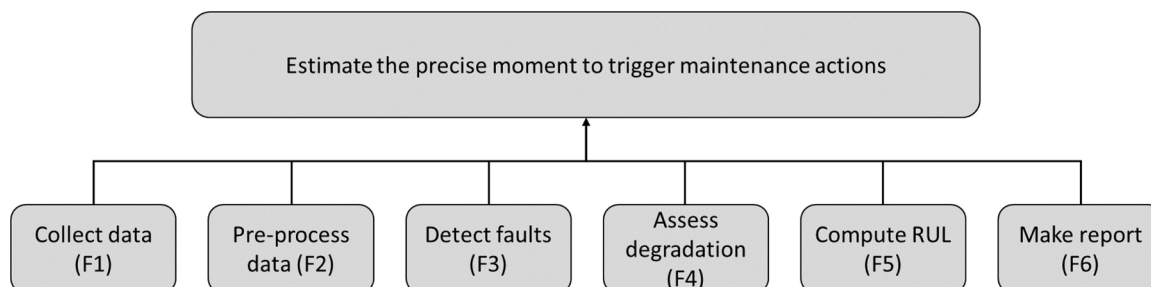 Estimate the precise moment to trigger maintenance actions
Collect data
(F1)
Pre-process
data (F2)
Detect faults
(F3)
Assess
degradation
(F4)
Compute RUL
(F5)
Make report
(F6)